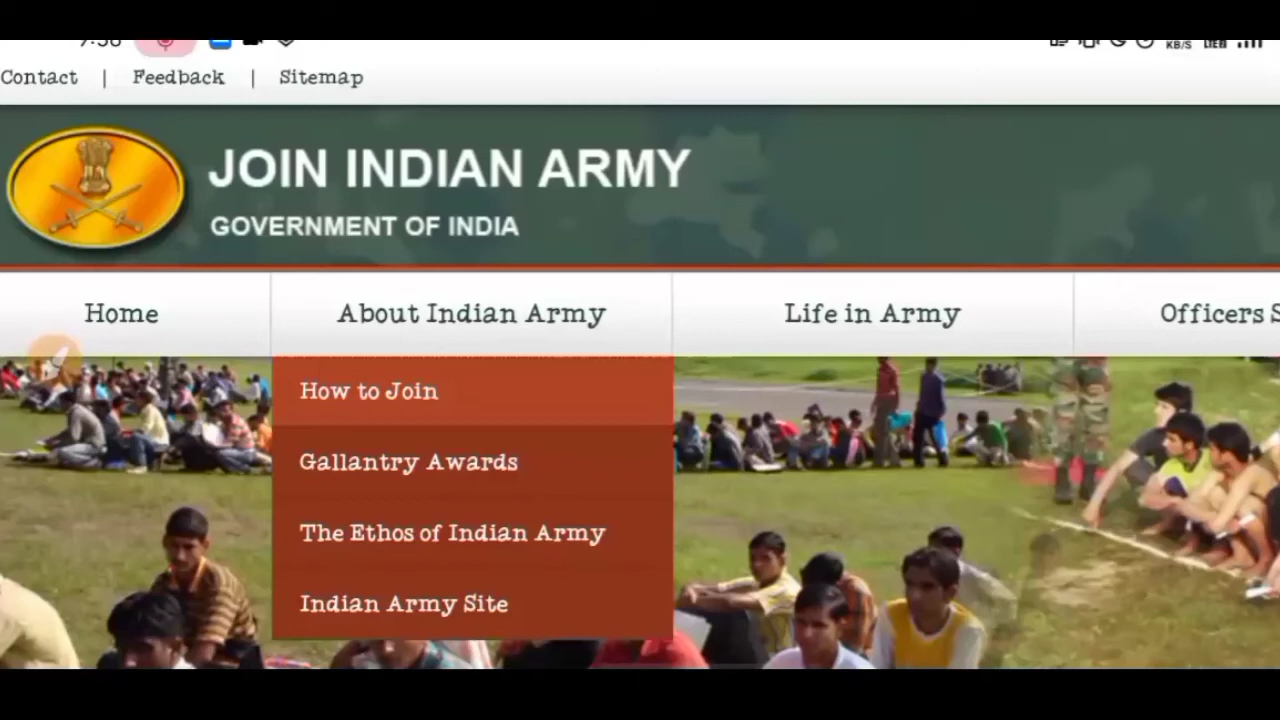 Contact | Feedback | Sitemap
JOIN INDIAN ARMY
GOVERNMENT OF INDIA
Home
About Indian Army
Life in Army
Officers S
How to Join
Gallantry Awards
The Ethos of Indian Army
Indian Army Site